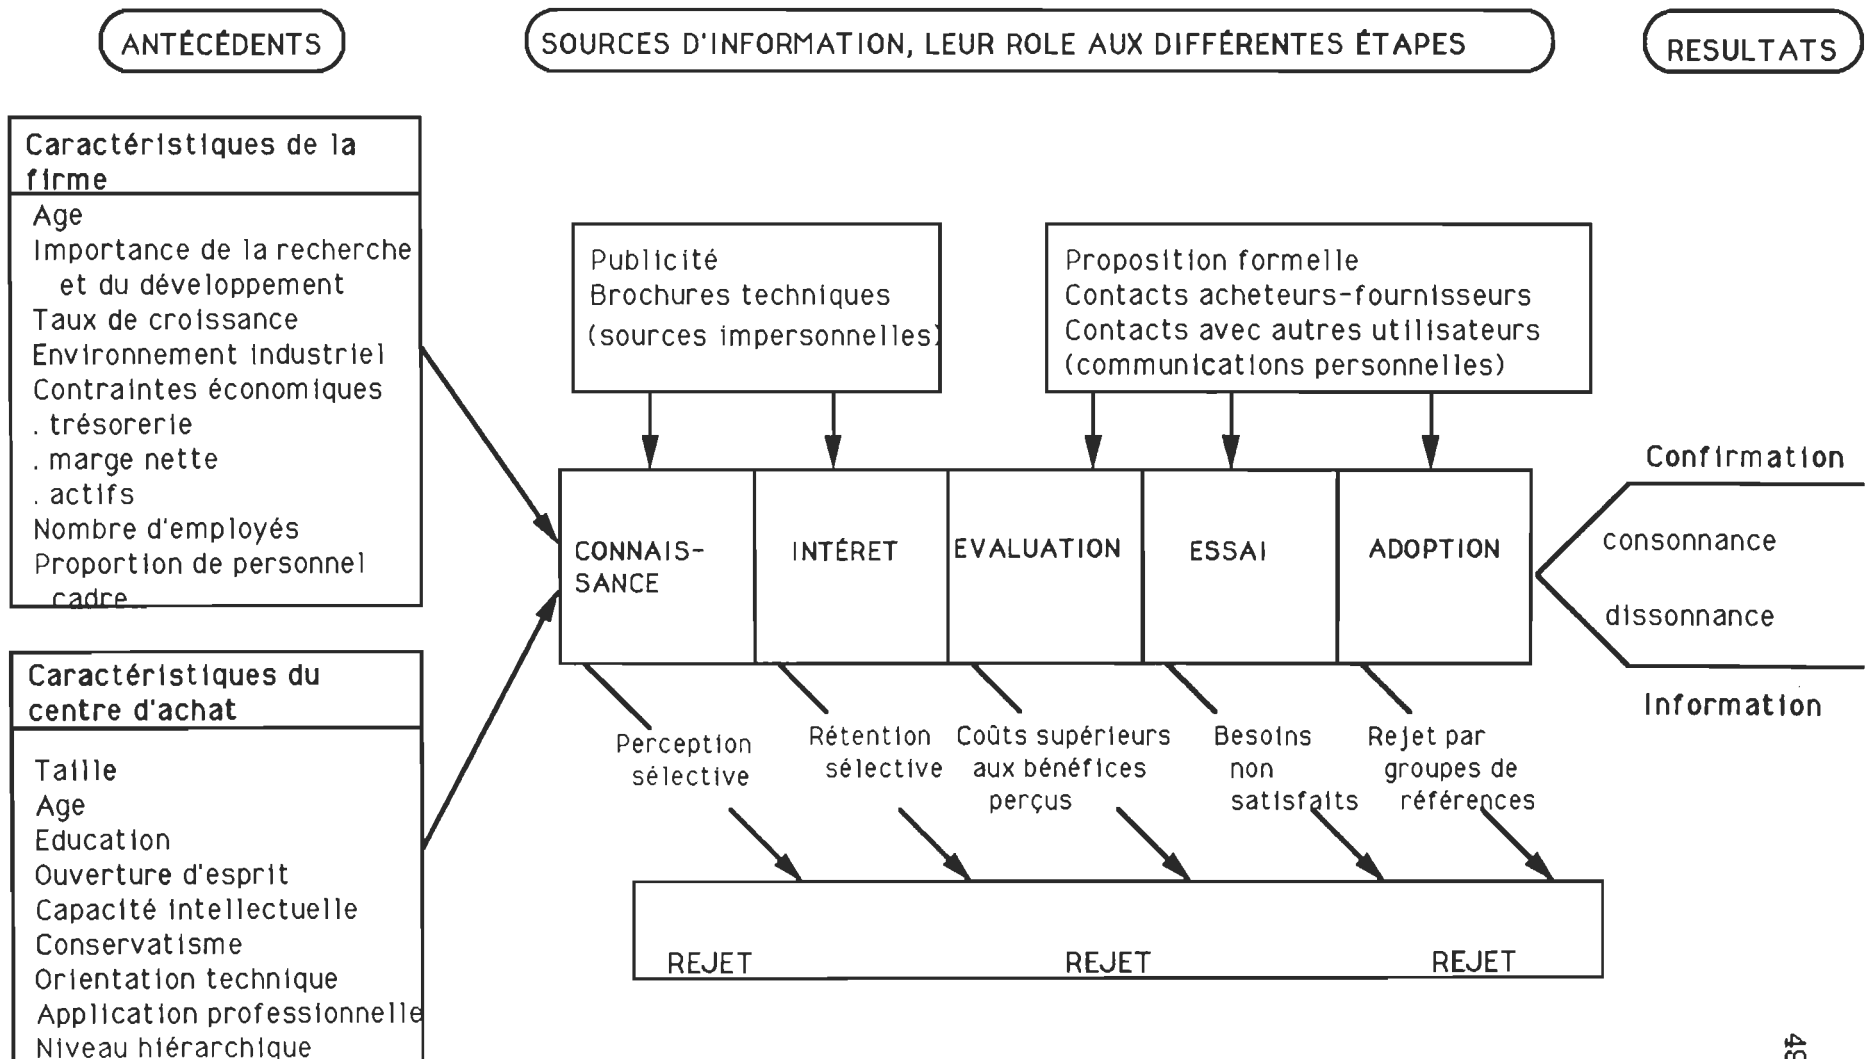 ANTÉCÉDENTS
SOURCES D'INFORMATION, LEUR ROLE AUX DIFFÉRENTES ÉTAPES
RESULTATS
Caractéristiques de la
firme
Age
Importance de la recherche
et du développement
Taux de croissance
Environnement industriel
Contraintes économiques
. trésorerie
. marge nette
. actifs
Nombre d'employés
Proportion de personnel
cadre
Caractéristiques du
centre d'achat
Taille
Age
Education
Ouverture d'esprit
Capacité intellectuelle
Conservatisme
Orientation technique
Application professionnelle
Niveau hiérarchique
Publicité
Brochures techniques
(sources impersonnelles)
Proposition formelle
Contacts acheteurs-fournisseurs
Contacts avec autres utilisateurs
(communications personnelles)
CONNAIS-
SANCE
INTÉRET
EVALUATION
ESSAI
ADOPTION
Confirmation
consonnance
dissonnance
Information
Perception
sélective
Rétention
sélective
Coûts supérieurs
aux bénéfices
perçus
Besoins
non
satisfaits
Rejet par
groupes de
références
REJET
REJET
REJET